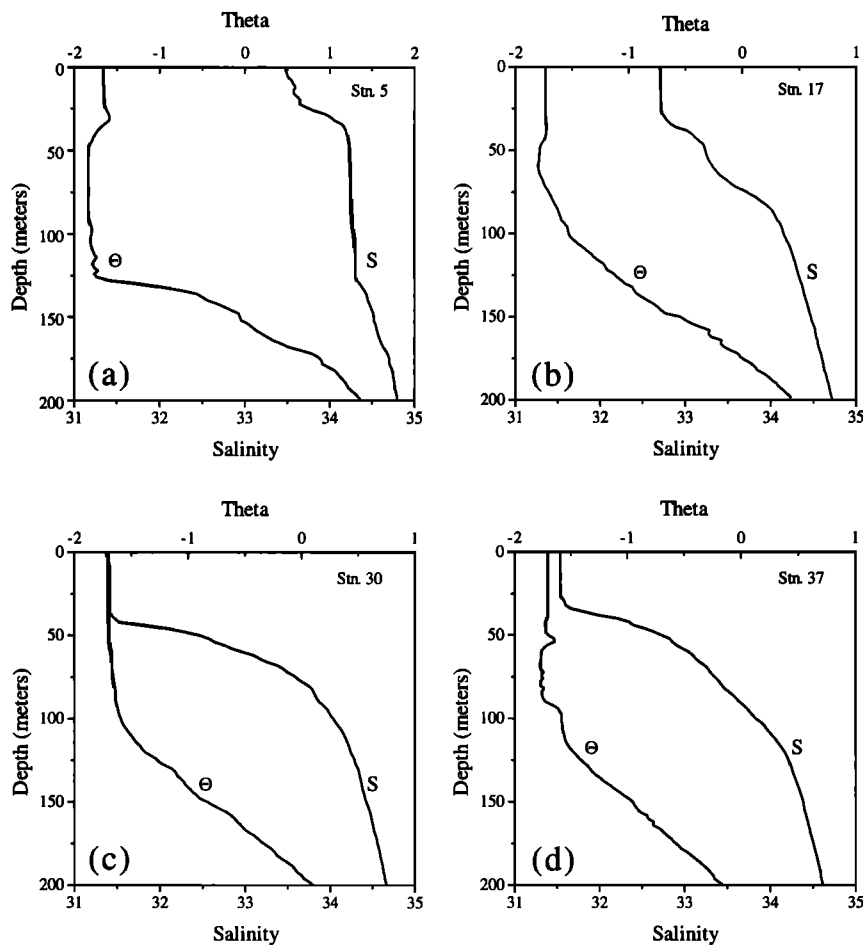 Theta
-2 -1 0 1 2
0
50
100
150
200
Depth (meters)
Stn. 5
Θ
S
(a)
31 32 33 34 35
Salinity
Theta
-2 -1 0 1
0
50
100
150
200
Depth (meters)
Stn. 17
Θ
S
(b)
31 32 33 34 35
Salinity
Theta
-2 -1 0 1
0
50
100
150
200
Depth (meters)
Stn. 30
Θ
S
(c)
31 32 33 34 35
Salinity
Theta
-2 -1 0 1
0
50
100
150
200
Depth (meters)
Stn. 37
Θ
S
(d)
31 32 33 34 35
Salinity